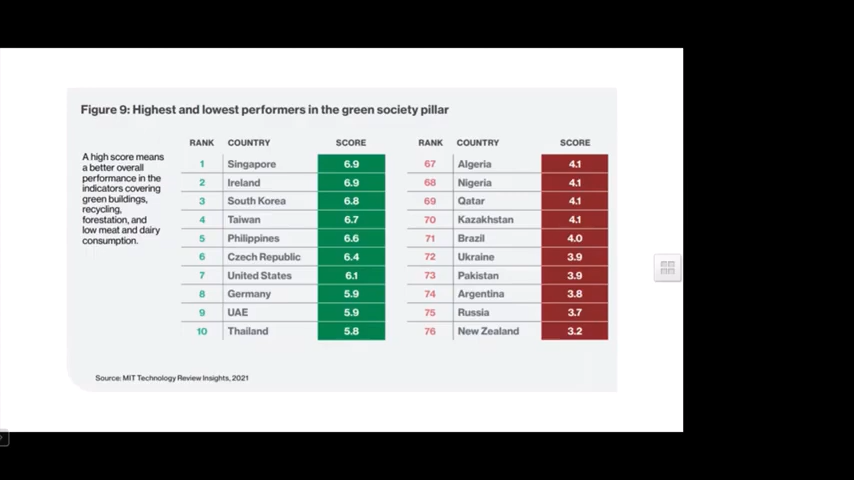 Figure 9: Highest and lowest performers in the green society pillar
A high score means
a better overall
performance in the
indicators covering
green buildings,
recycling,
forestation, and
low meat and dairy
consumption.
RANK COUNTRY SCORE
1 Singapore 6.9
2 Ireland 6.9
3 South Korea 6.8
4 Taiwan 6.7
5 Philippines 6.6
6 Czech Republic 6.4
7 United States 6.1
8 Germany 5.9
9 UAE 5.9
10 Thailand 5.8
RANK COUNTRY SCORE
67 Algeria 4.1
68 Nigeria 4.1
69 Qatar 4.1
70 Kazakhstan 4.1
71 Brazil 4.0
72 Ukraine 3.9
73 Pakistan 3.9
74 Argentina 3.8
75 Russia 3.7
76 New Zealand 3.2
Source: MIT Technology Review Insights, 2021